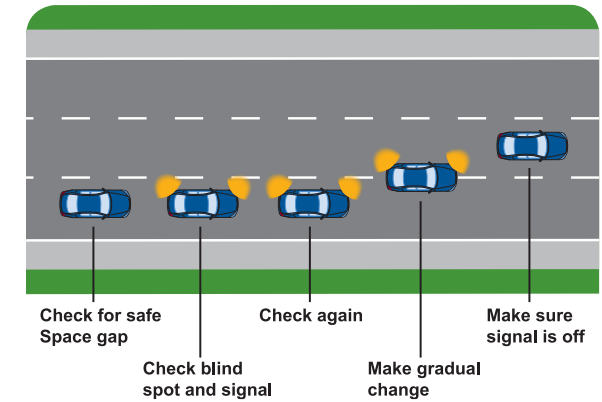 Check for safe
Space gap
Check blind
spot and signal
Check again
Make gradual
change
Make sure
signal is off